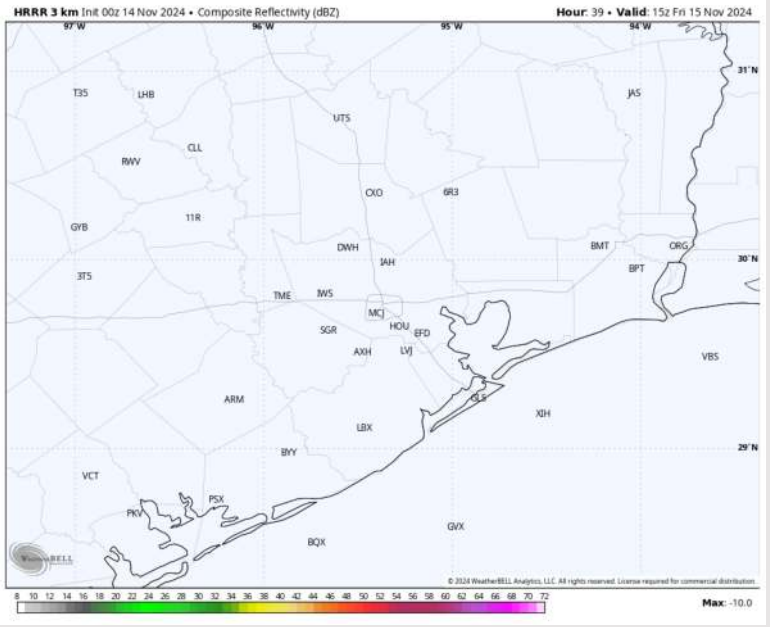 HRRR 3 km Init 00z 14 Nov 2024 • Composite Reflectivity (dBZ) Hour: 39 • Valid: 15z Fri 15 Nov 2024
97°W 96°W 95°W 94°W
31°N
T35 LHB JAS
UTS
CLL
RWV
CXO 6R3
11R
GYB
DWH BMT ORG
30°N
IAH
3T5 BPT
TME IWS
MCJ
SGR HOU EFD
AXH LVJ
VBS
ARM GLS
XIH
LBX
29°N
BYY
VCT
PSX
PKV
GVX
BQX
WeatherBELL
© 2024 WeatherBELL Analytics, LLC. All rights reserved. License required for commercial distribution.
8 10 12 14 16 18 20 22 24 26 28 30 32 34 36 38 40 42 44 46 48 50 52 54 56 58 60 62 64 66 68 70 72 Max: -10.0